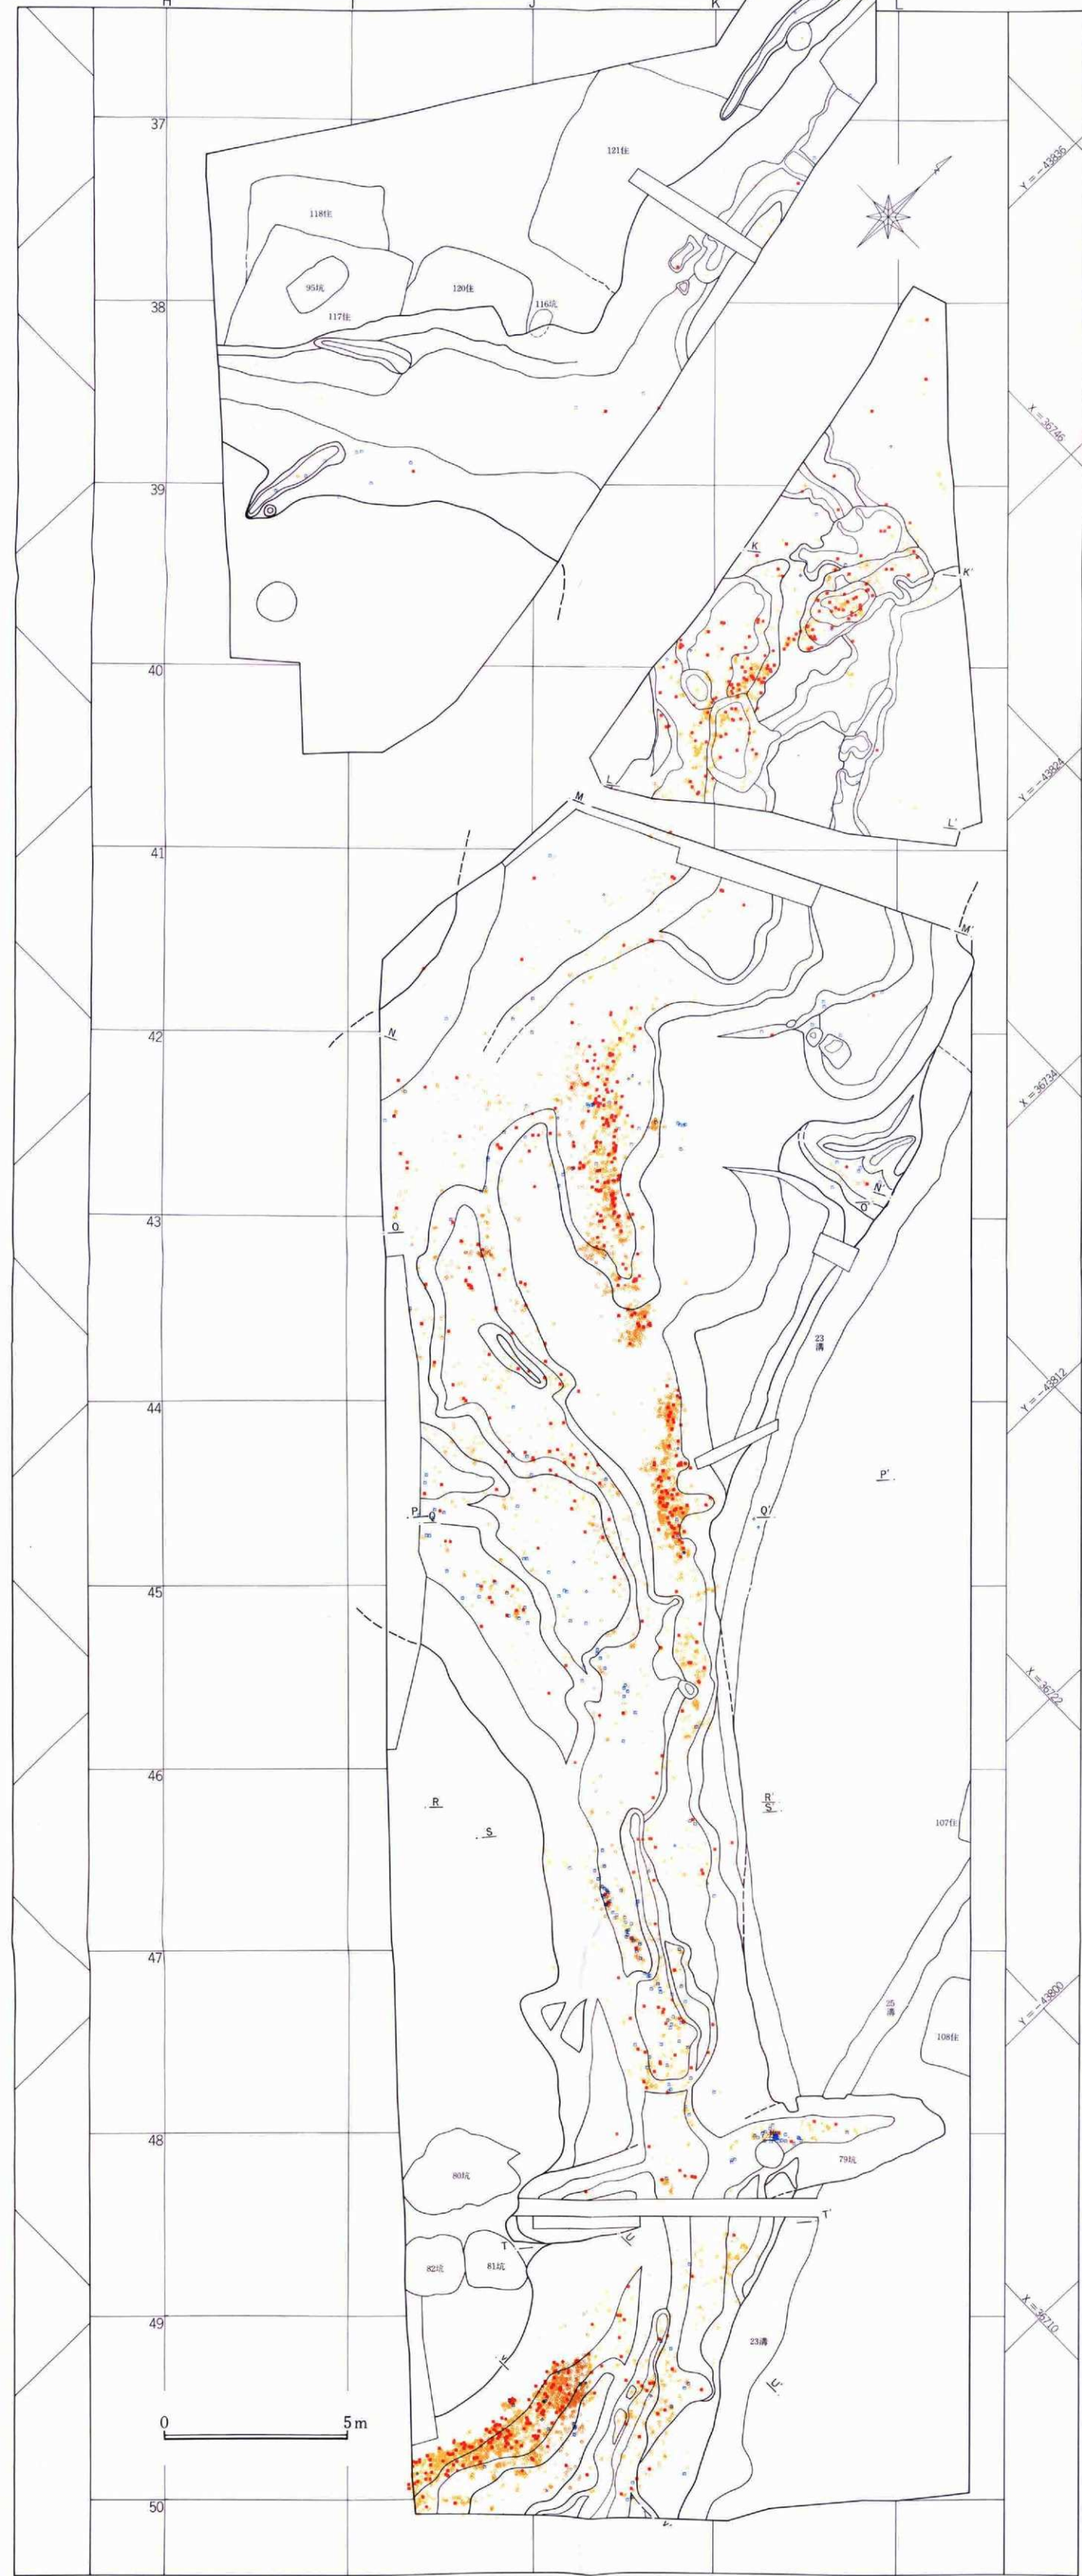 H I J K L
37
121住
Y = -43836
118住
95坑
120住
116坑
38
117住
N
X = 36746
39
K
K'
40
L
Y = -43824
M
L'
41
M'
42
N
X = 36734
43
O
N'
O'
23溝
44
Y = -43812
P'
P Q
Q'
45
X = 36722
46
R
R'
S'
S
107住
47
25溝
Y = -43800
108住
48
80坑
79坑
T'
T
U
82坑
81坑
49
X = 36710
23溝
V
U'
0 5m
50
V'